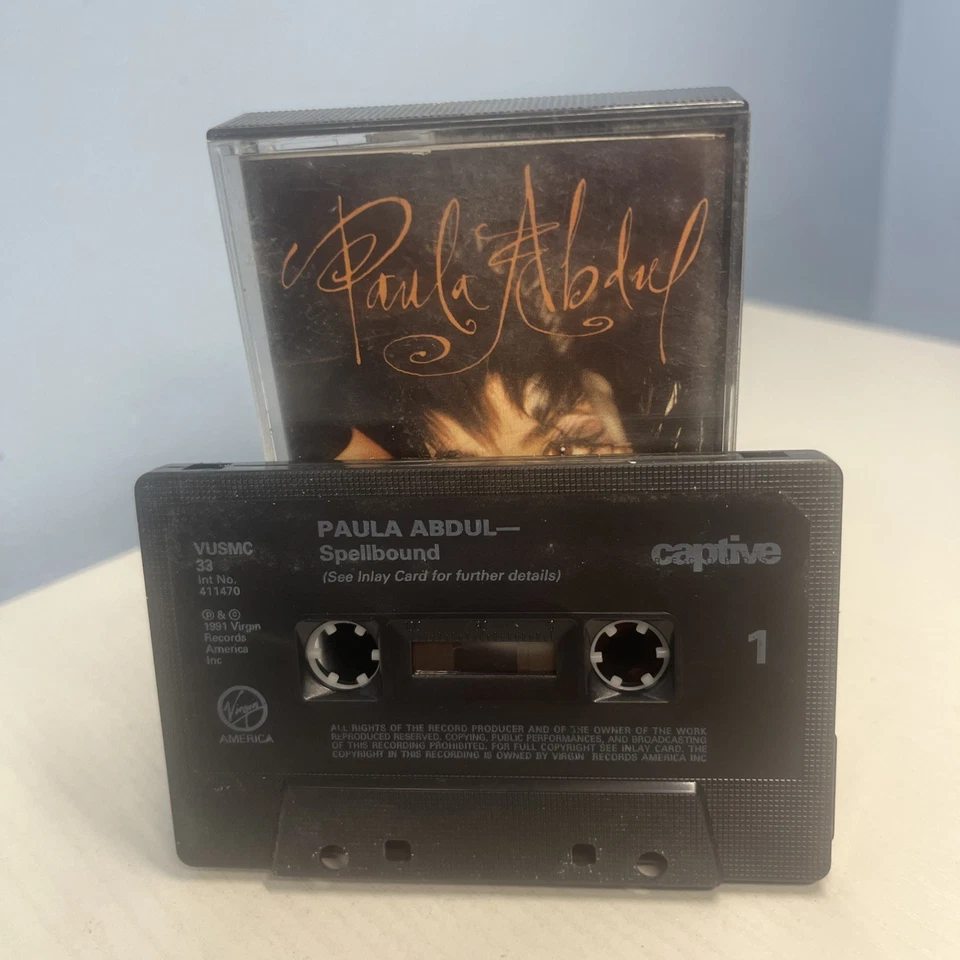 Paula Abdul
PAULA ABDUL—
Spellbound
(See Inlay Card for further details)
VUSMC
33
Int No.
411470
℗ & ©
1991 Virgin
Records
America
Inc
Virgin
AMERICA
captive
1
ALL RIGHTS OF THE RECORD PRODUCER AND OF THE OWNER OF THE WORK
REPRODUCED RESERVED. COPYING, PUBLIC PERFORMANCES, AND BROADCASTING
OF THIS RECORDING PROHIBITED. FOR FULL COPYRIGHT SEE INLAY CARD. THE
COPYRIGHT IN THIS RECORDING IS OWNED BY VIRGIN RECORDS AMERICA INC